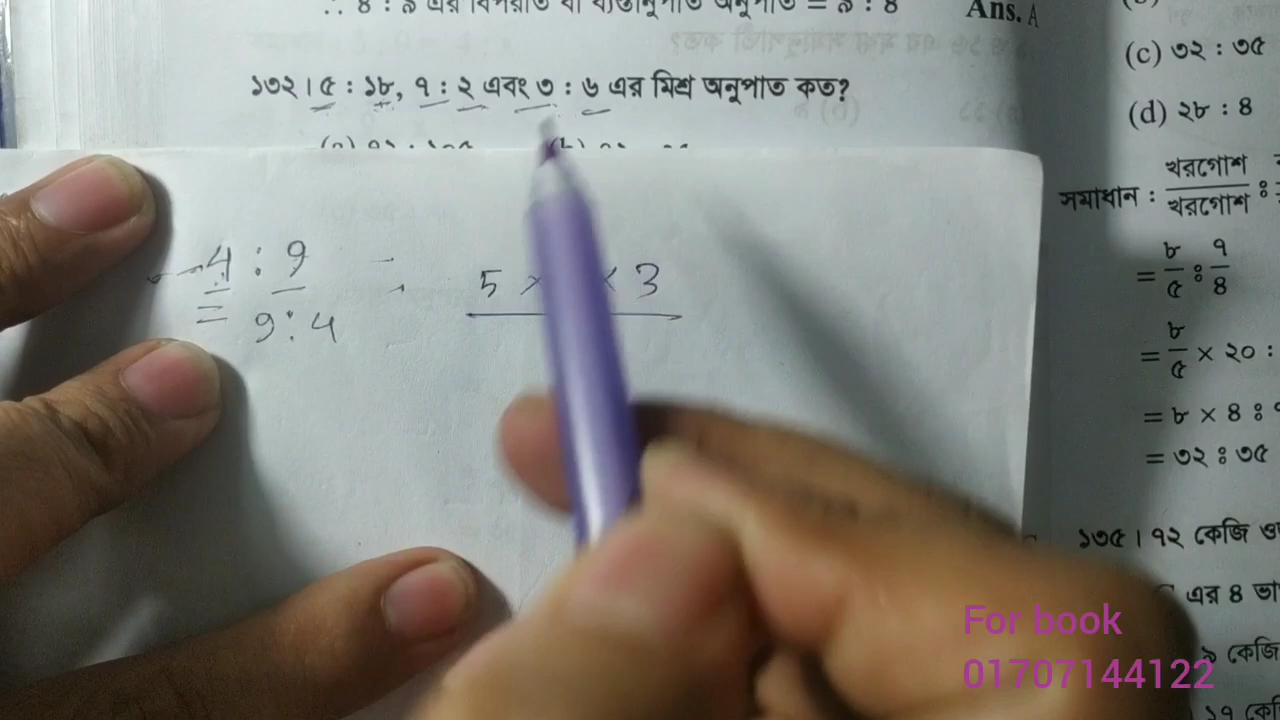 ∴ ৪ : ৯ এর বিপরীত বা ব্যস্তানুপাত অনুপাত = ৯ : ৪ Ans. A
১৩২। ৫ : ১৮, ৭ : ২ এবং ৩ : ৬ এর মিশ্র অনুপাত কত?
4 : 9
= 9 : 4
5 × × 3
(c) ৩২ : ৩৫
(d) ২৮ : ৪
সমাধান : খরগোশ/খরগোশ :
= ৮/৫ : ৭/৪
= ৮/৫ × ২০ :
= ৮ × ৪ :
= ৩২ : ৩৫
১৩৫। ৭২ কেজি
এর ৪
৯ কেজি
১৭
For book
01707144122